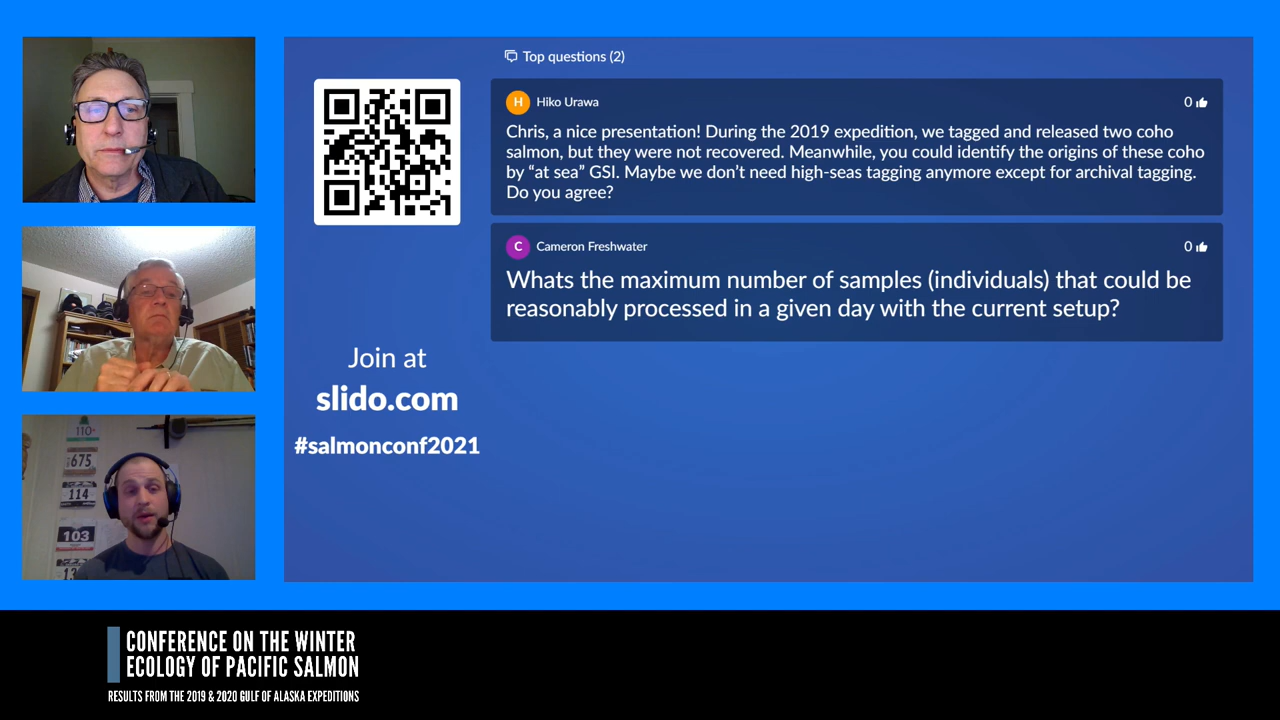 Top questions (2)
H Hiko Urawa 0
Chris, a nice presentation! During the 2019 expedition, we tagged and released two coho
salmon, but they were not recovered. Meanwhile, you could identify the origins of these coho
by “at sea” GSI. Maybe we don’t need high-seas tagging anymore except for archival tagging.
Do you agree?
C Cameron Freshwater 0
Whats the maximum number of samples (individuals) that could be
reasonably processed in a given day with the current setup?
Join at
slido.com
#salmonconf2021
110
675
114
103
CONFERENCE ON THE WINTER
ECOLOGY OF PACIFIC SALMON
RESULTS FROM THE 2019 & 2020 GULF OF ALASKA EXPEDITIONS